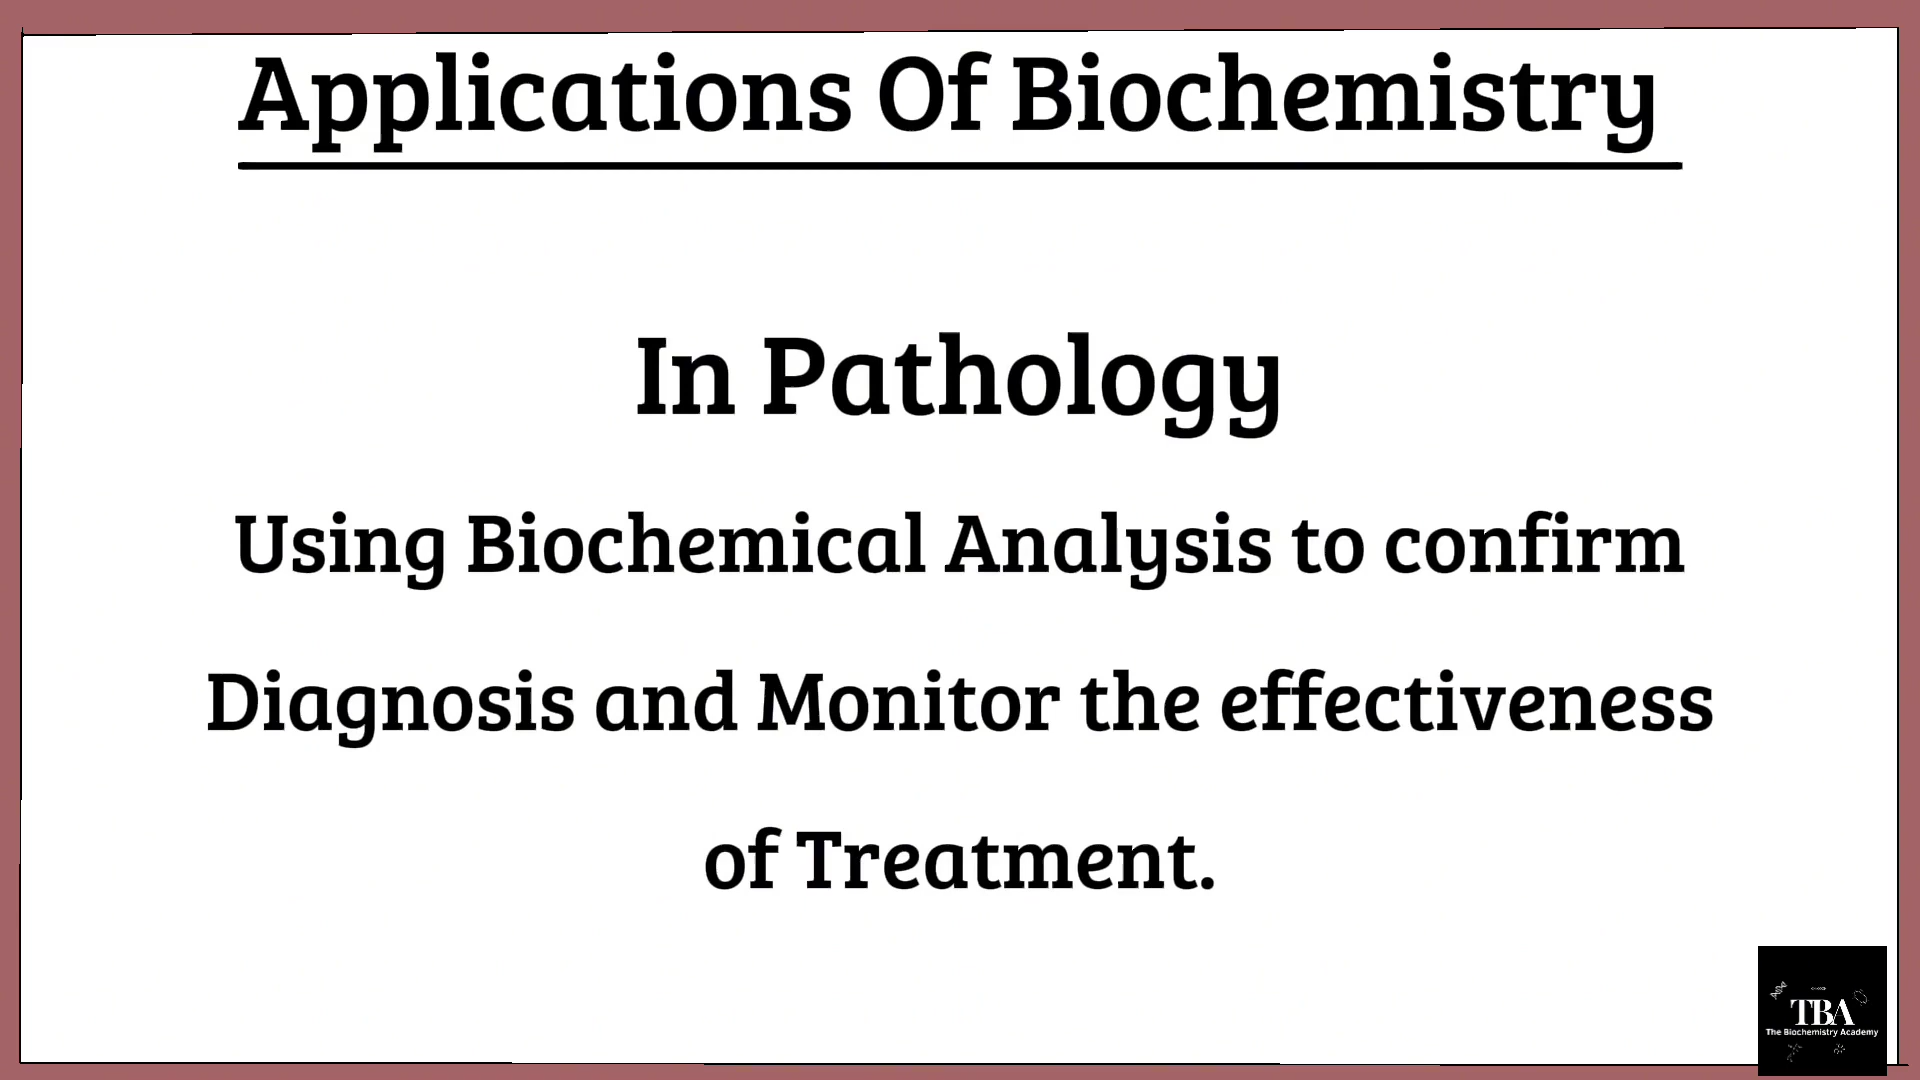 Applications Of Biochemistry
In Pathology
Using Biochemical Analysis to confirm
Diagnosis and Monitor the effectiveness
of Treatment.
TBA
The Biochemistry Academy